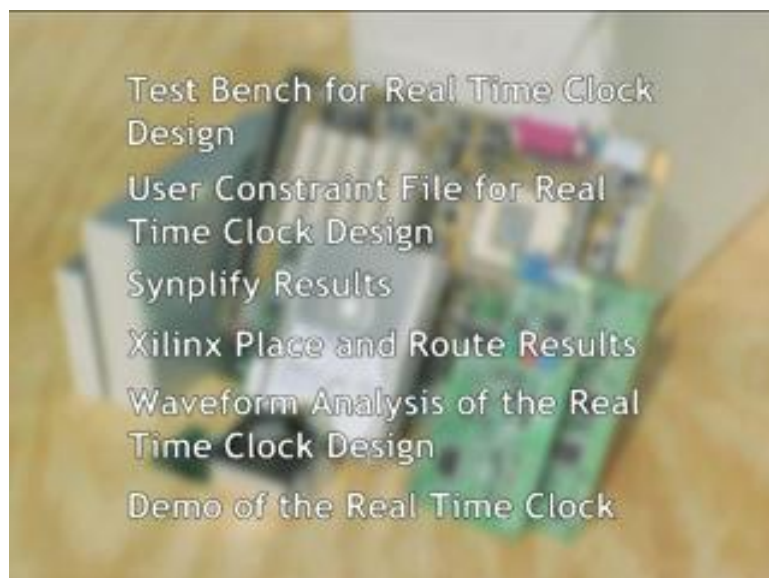 Test Bench for Real Time Clock
Design
User Constraint File for Real
Time Clock Design
Synplify Results
Xilinx Place and Route Results
Waveform Analysis of the Real
Time Clock Design
Demo of the Real Time Clock